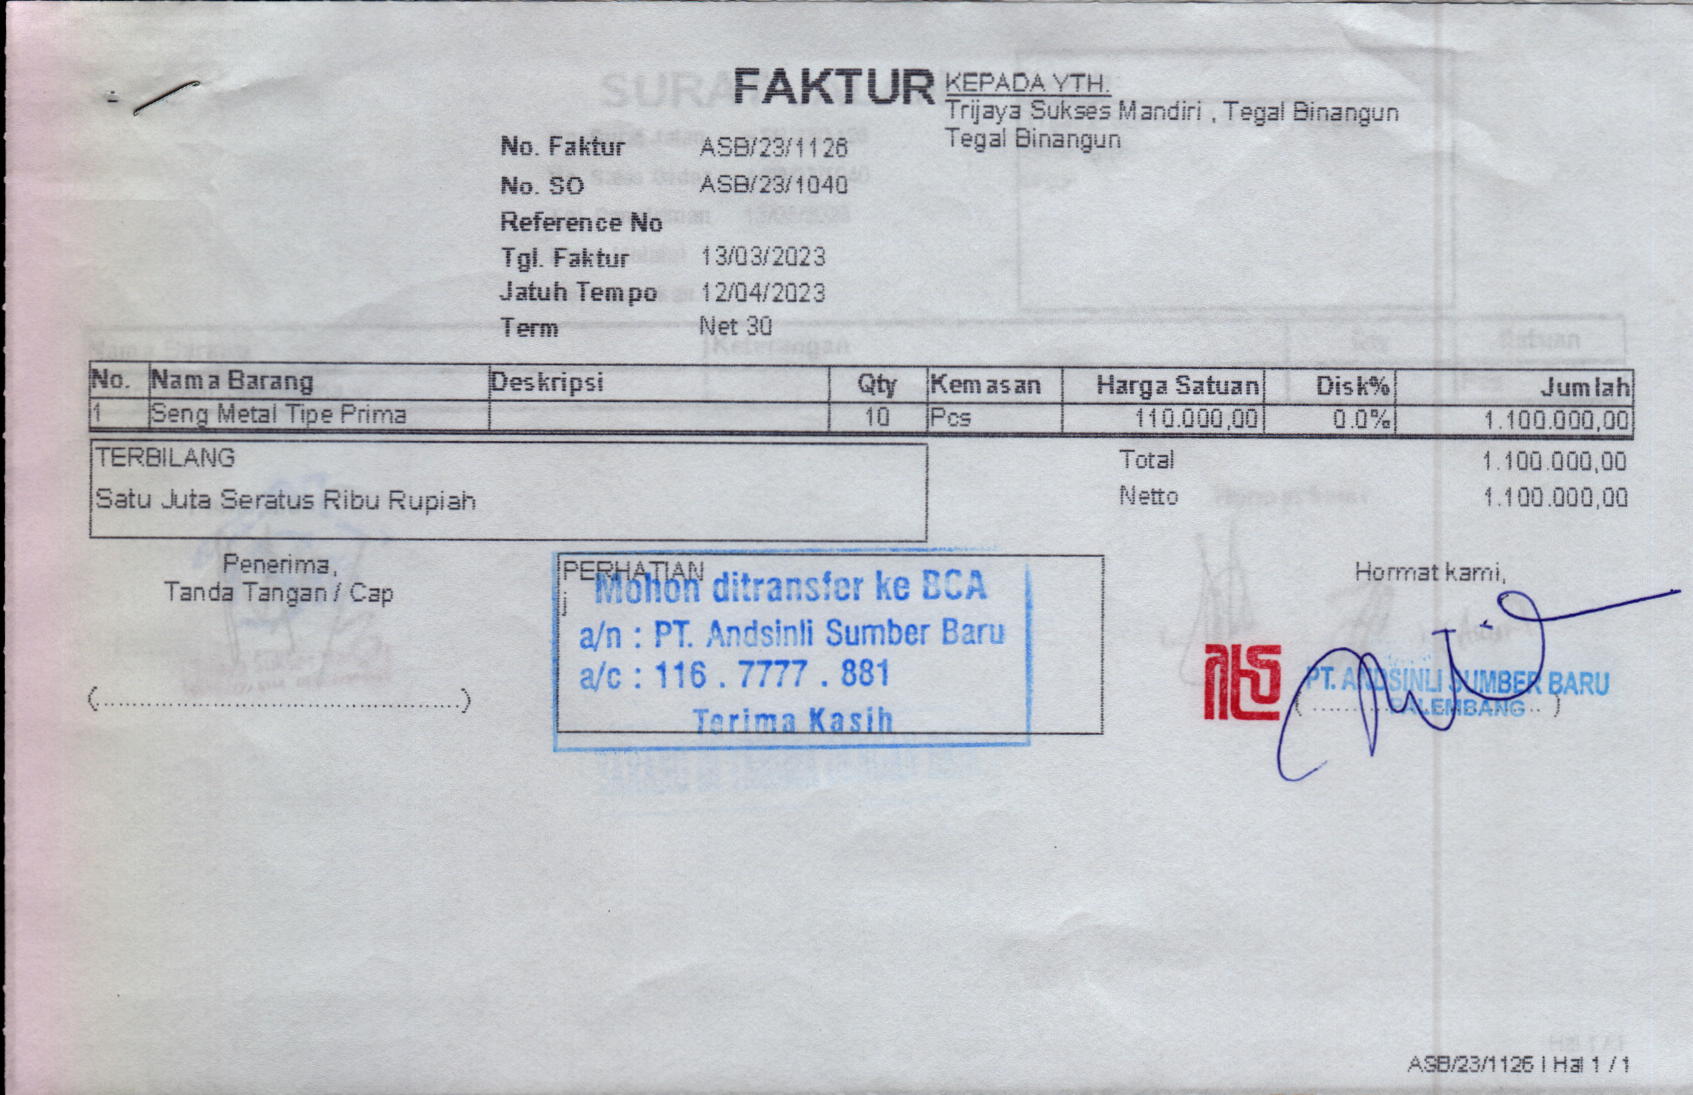 FAKTUR
KEPADA YTH.
Trijaya Sukses Mandiri , Tegal Binangun
Tegal Binangun
No. Faktur ASB/23/1126
No. SO ASB/23/1040
Reference No
Tgl. Faktur 13/03/2023
Jatuh Tempo 12/04/2023
Term Net 30
No. Nama Barang Deskripsi Qty Kemasan Harga Satuan Disk% Jumlah
1 Seng Metal Tipe Prima 10 Pcs 110.000,00 0.0% 1.100.000,00
TERBILANG
Satu Juta Seratus Ribu Rupiah
Total 1.100.000,00
Netto 1.100.000,00
Penerima,
Tanda Tangan / Cap
(..............................................)
PERHATIAN
j
Mohon ditransfer ke BCA
a/n : PT. Andsinli Sumber Baru
a/c : 116 . 7777 . 881
Terima Kasih
Hormat kami,
PT. ANDSINLI SUMBER BARU
PALEMBANG
ASB/23/1126 | Hal 1 / 1